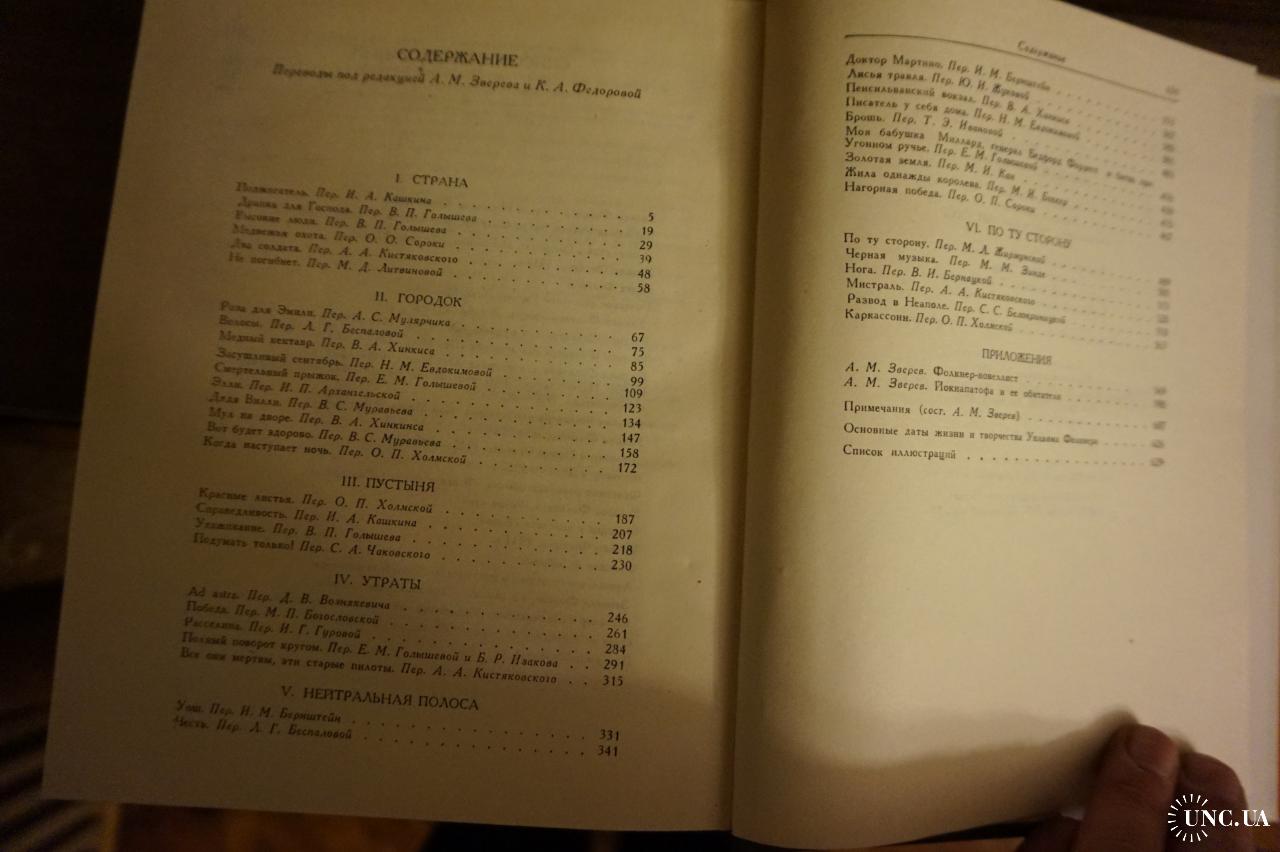 СОДЕРЖАНИЕ
Переводы под редакцией А. М. Зверева и К. А. Федоровой
I. СТРАНА
Поджигатель. Пер. И. А. Кашкина . . . 5
Дранка для Господа. Пер. В. П. Голышева . . . 19
Высокие люди. Пер. В. П. Голышева . . . 29
Медвежья охота. Пер. О. О. Сороки . . . 39
Два солдата. Пер. А. А. Кистяковского . . . 48
Не погибнет. Пер. М. Д. Литвиновой . . . 58
II. ГОРОДОК
Роза для Эмили. Пер. А. С. Мулярчика . . . 67
Волосы. Пер. Л. Г. Беспаловой . . . 75
Медный кентавр. Пер. В. А. Хинкиса . . . 85
Засушливый сентябрь. Пер. Н. М. Евдокимовой . . . 99
Смертельный прыжок. Пер. Е. М. Голышевой . . . 109
Элли. Пер. И. П. Архангельской . . . 123
Дядя Вилли. Пер. В. С. Муравьева . . . 134
Мул на дворе. Пер. В. А. Хинкиса . . . 147
Вот будет здорово. Пер. В. С. Муравьева . . . 158
Когда наступает ночь. Пер. О. П. Холмской . . . 172
III. ПУСТЫНЯ
Красные листья. Пер. О. П. Холмской . . . 187
Справедливость. Пер. И. А. Кашкина . . . 207
Ухаживание. Пер. В. П. Голышева . . . 218
Подумать только! Пер. С. А. Чаковского . . . 230
IV. УТРАТЫ
Ad astra. Пер. Д. В. Вознякевича . . . 246
Победа. Пер. М. П. Богословской . . . 261
Расселина. Пер. И. Г. Гуровой . . . 284
Полный поворот кругом. Пер. Е. М. Голышевой и Б. Р. Изакова . . 291
Все они мертвы, эти старые пилоты. Пер. А. А. Кистяковского . . 315
V. НЕЙТРАЛЬНАЯ ПОЛОСА
Уош. Пер. И. М. Бернштейн . . . 331
Честь. Пер. Л. Г. Беспаловой . . . 341
Содержание
Доктор Мартино. Пер. И. М. Бернштейн
Лисья травля. Пер. Ю. И. Жуковой
Пенсильванский вокзал. Пер. В. А. Хинкиса
Писатель у себя дома. Пер. Н. М. Евдокимовой
Брошь. Пер. Т. Э. Ивановой
Моя бабушка Миллард, генерал Бедфорд Форрест и битва при
Угонном ручье. Пер. Е. М. Голышевой
Золотая земля. Пер. М. И. Кан
Жила однажды королева. Пер. М. И. Беккер
Нагорная победа. Пер. О. П. Сороки
VI. ПО ТУ СТОРОНУ
По ту сторону. Пер.
Черная музыка. Пер. М. М.
Нога. Пер. В. И. Бернацкой
Мистраль. Пер. А. А. Кистяковского
Развод в Неаполе. Пер. С. С. Белокриницкой
Каркассонн. Пер. О. П. Холмской
ПРИЛОЖЕНИЯ
А. М. Зверев. Фолкнер-новеллист
А. М. Зверев. Йокнапатофа и ее обитатели
Примечания (сост. А. М. Зверев)
Основные даты жизни и творчества Уильяма Фолкнера
Список иллюстраций
UNC.UA